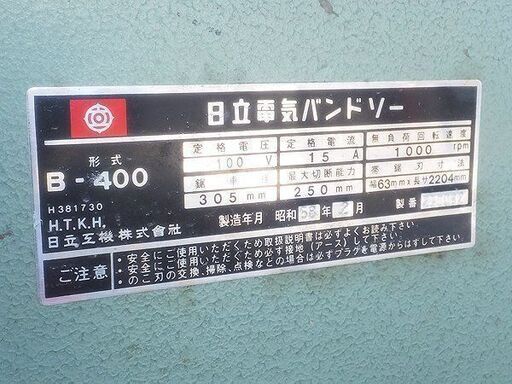 日立電気バンドソー
形式
B-400
H381730
H.T.K.H.
日立工機株式會社
定格電圧
100 V
定格電流
15 A
無負荷回転速度
1000 rpm
鋸車径
305 mm
最大切断能力
250 mm
帯鋸刃寸法
幅63mm×長サ2204mm
製造年月 昭和58年2月
製番
ご注意
・安全にご使用いただくため取扱説明書は必ずよくお読み下さい。
・安全にご使用いただくため必ず接地(アース)して下さい。
・のこ刃の交換、掃除、点検などの場合は必ずプラグを電源からはずして下さい。